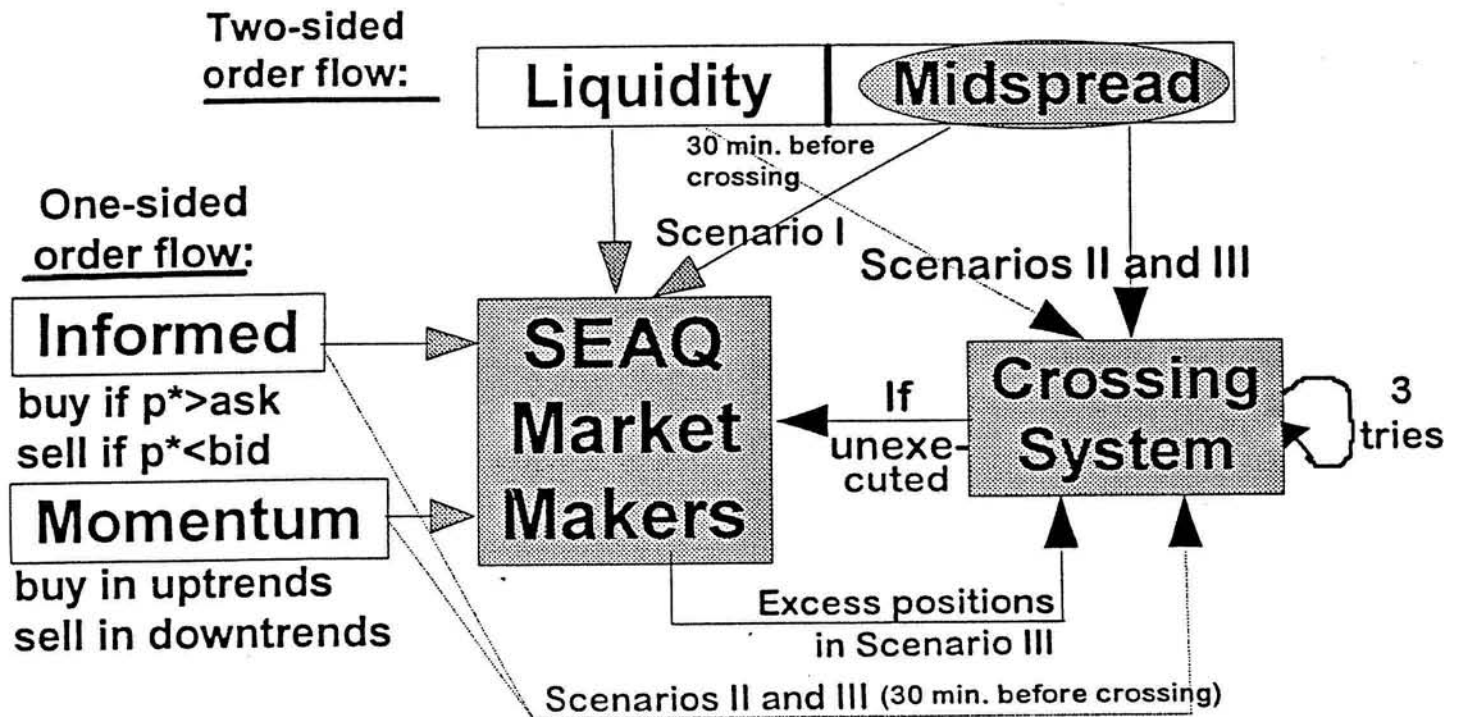 Two-sided
order flow:
Liquidity
Midspread
30 min. before
crossing
Scenario I
Scenarios II and III
One-sided
order flow:
Informed
buy if p*>ask
sell if p*<bid
Momentum
buy in uptrends
sell in downtrends
SEAQ
Market
Makers
If
unexe-
cuted
Crossing
System
3
tries
Excess positions
in Scenario III
Scenarios II and III (30 min. before crossing)